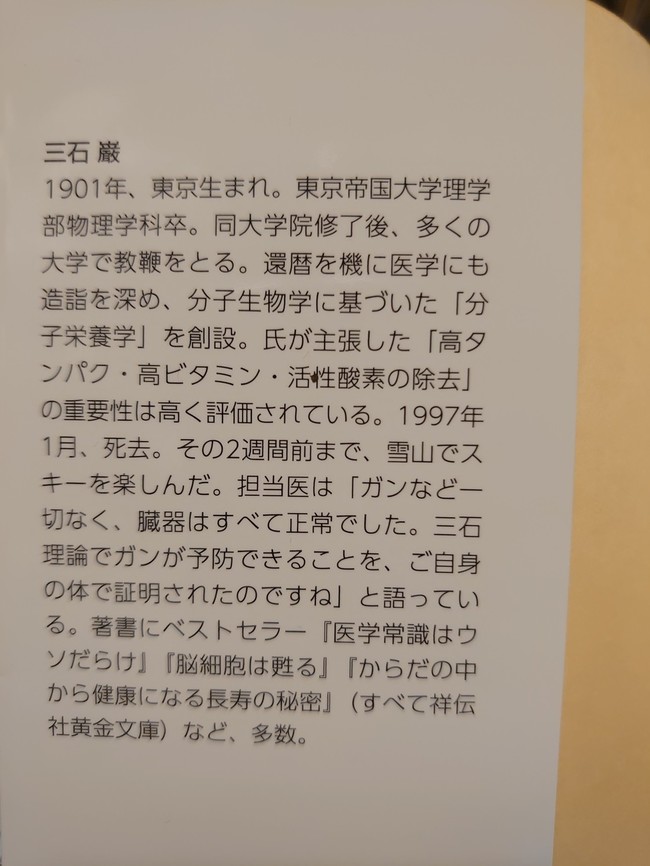 三石 巌
1901年、東京生まれ。東京帝国大学理学
部物理学科卒。同大学院修了後、多くの
大学で教鞭をとる。還暦を機に医学にも
造詣を深め、分子生物学に基づいた「分
子栄養学」を創設。氏が主張した「高タ
ンパク・高ビタミン・活性酸素の除去」
の重要性は高く評価されている。1997年
1月、死去。その2週間前まで、雪山でス
キーを楽しんだ。担当医は「ガンなど一
切なく、臓器はすべて正常でした。三石
理論でガンが予防できることを、ご自身
の体で証明されたのですね」と語ってい
る。著書にベストセラー『医学常識はウ
ソだらけ』『脳細胞は甦る』『からだの中
から健康になる長寿の秘密』（すべて祥伝
社黄金文庫）など、多数。